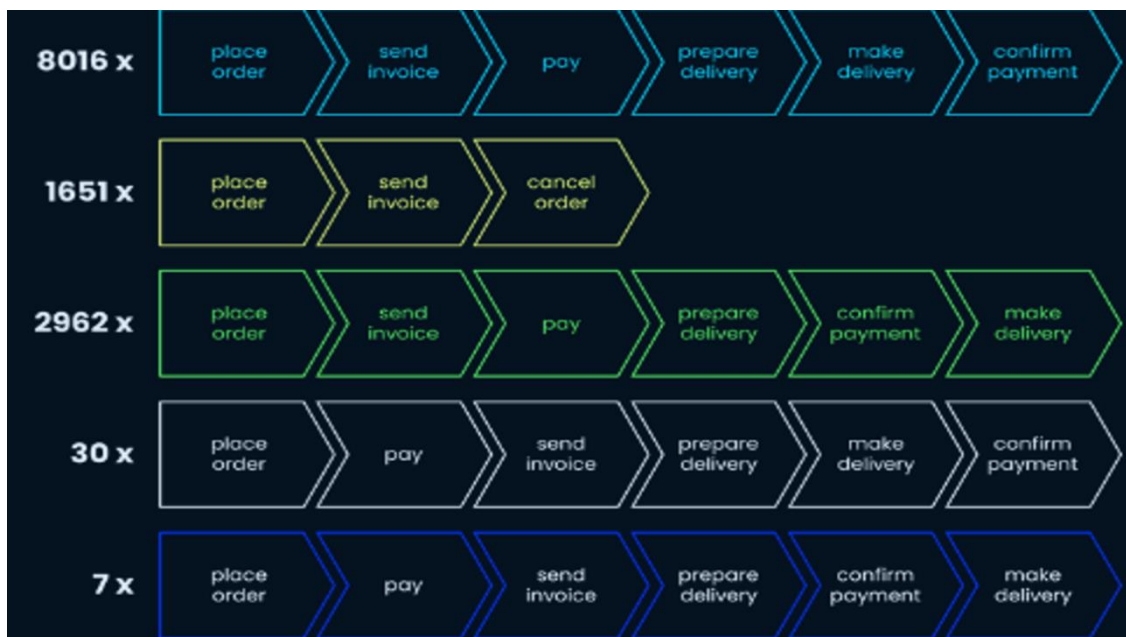 8016 x
place
order
send
invoice
pay
prepare
delivery
make
delivery
confirm
payment
1651 x
place
order
send
invoice
cancel
order
2962 x
place
order
send
invoice
pay
prepare
delivery
confirm
payment
make
delivery
30 x
place
order
pay
send
invoice
prepare
delivery
make
delivery
confirm
payment
7 x
place
order
pay
send
invoice
prepare
delivery
confirm
payment
make
delivery